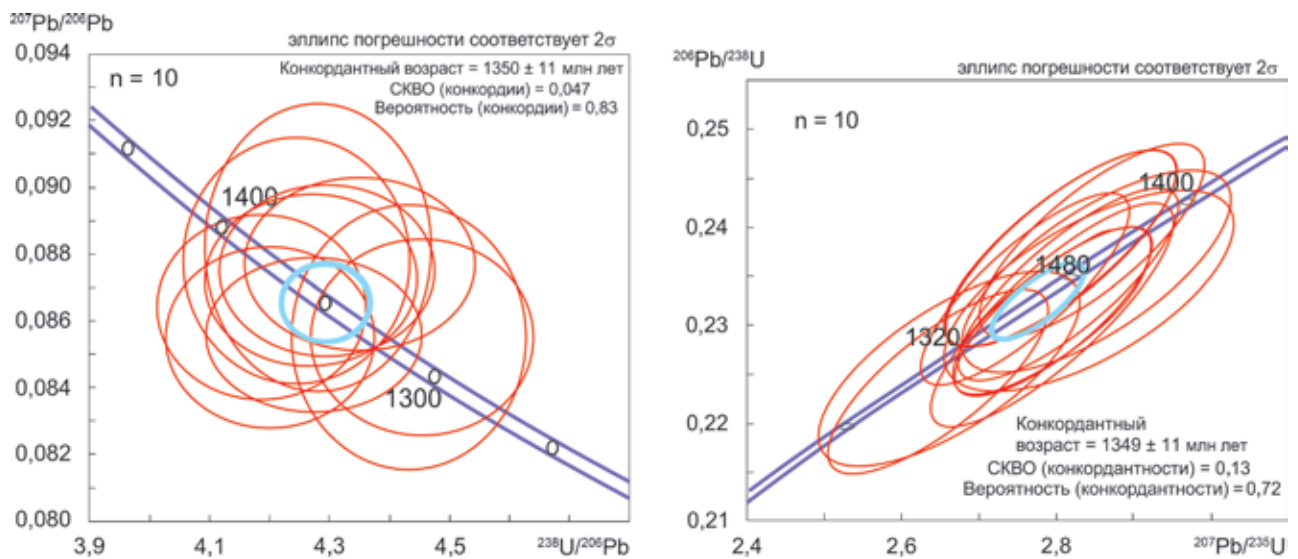 ²⁰⁷Pb/²⁰⁶Pb
эллипс погрешности соответствует 2σ
0,094
n = 10
Конкордантный возраст = 1350 ± 11 млн лет
СКВО (конкордии) = 0,047
Вероятность (конкордии) = 0,83
0,092
0,090
1400
0,088
0,086
0,084
1300
0,082
0,080
3,9
4,1
4,3
4,5
²³⁸U/²⁰⁶Pb
²⁰⁶Pb/²³⁸U
эллипс погрешности соответствует 2σ
0,25
n = 10
1400
0,24
1480
0,23
1320
0,22
Конкордантный
возраст = 1349 ± 11 млн лет
СКВО (конкордантности) = 0,13
Вероятность (конкордантности) = 0,72
0,21
2,4
2,6
2,8
²⁰⁷Pb/²³⁵U